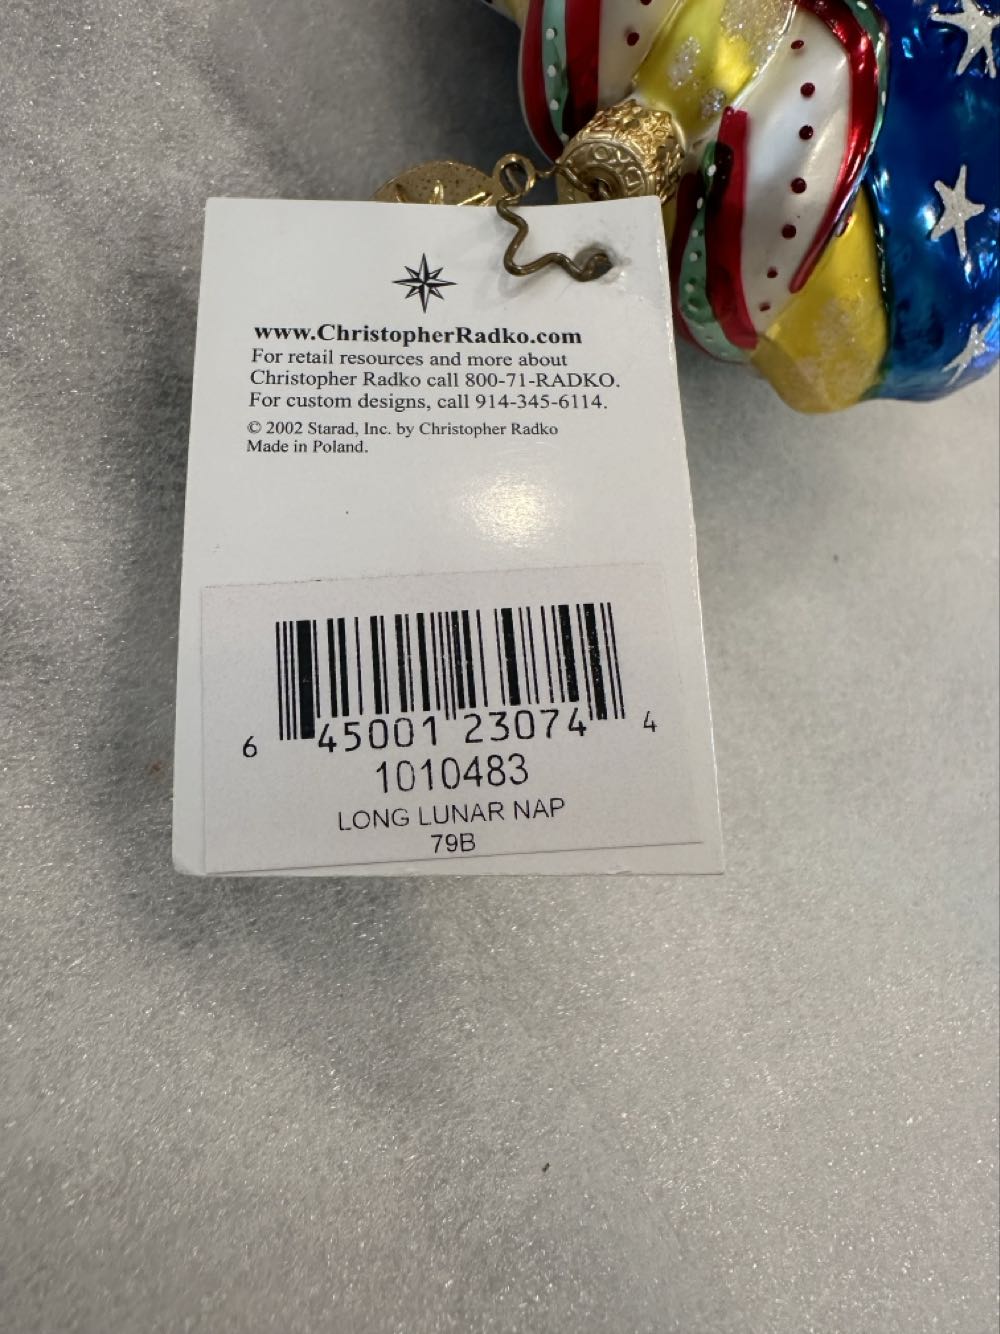 www.ChristopherRadko.com
For retail resources and more about
Christopher Radko call 800-71-RADKO.
For custom designs, call 914-345-6114.
© 2002 Starad, Inc. by Christopher Radko
Made in Poland.
6 45001 23074 4
1010483
LONG LUNAR NAP
79B